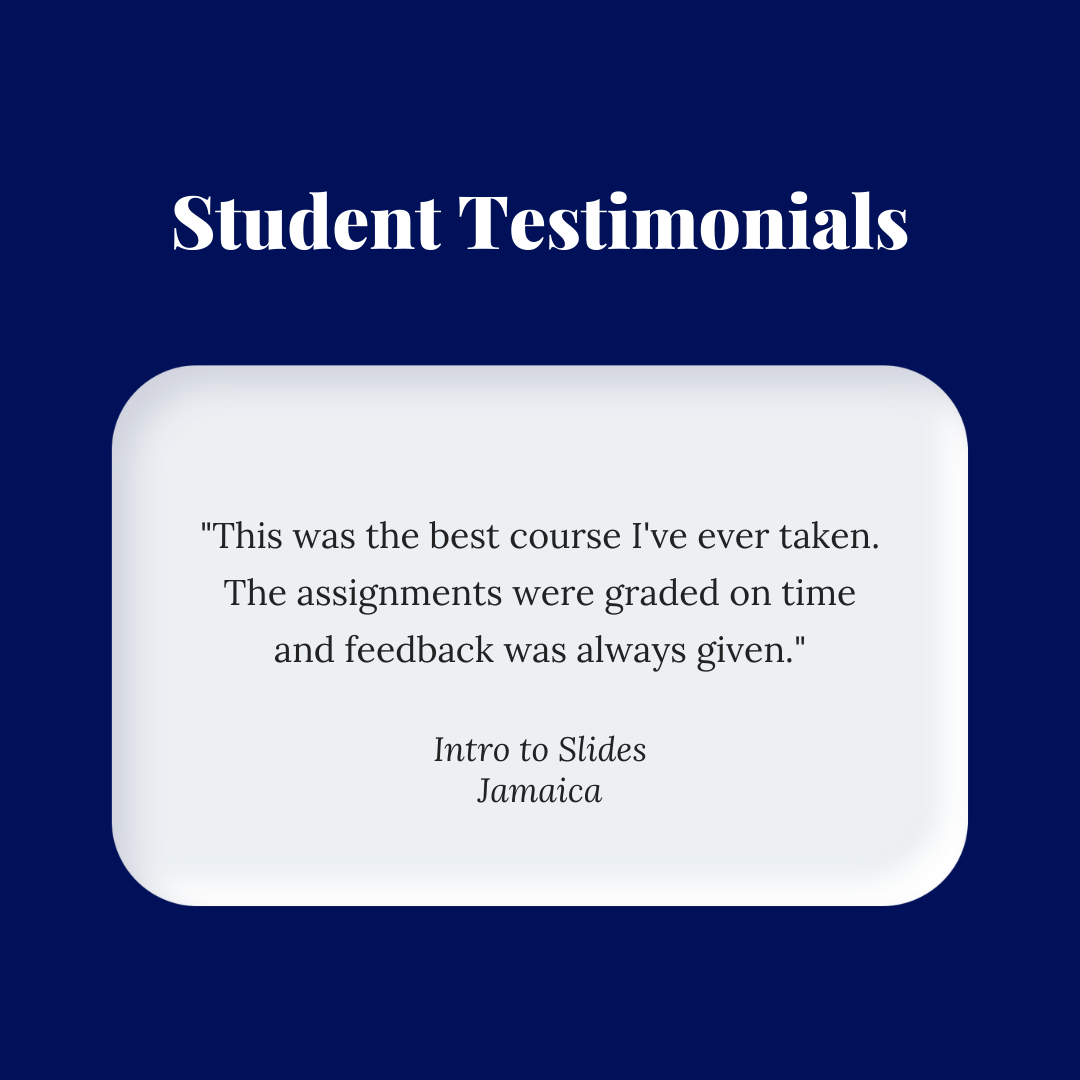 Student Testimonials
"This was the best course I've ever taken.
The assignments were graded on time
and feedback was always given."
Intro to Slides
Jamaica